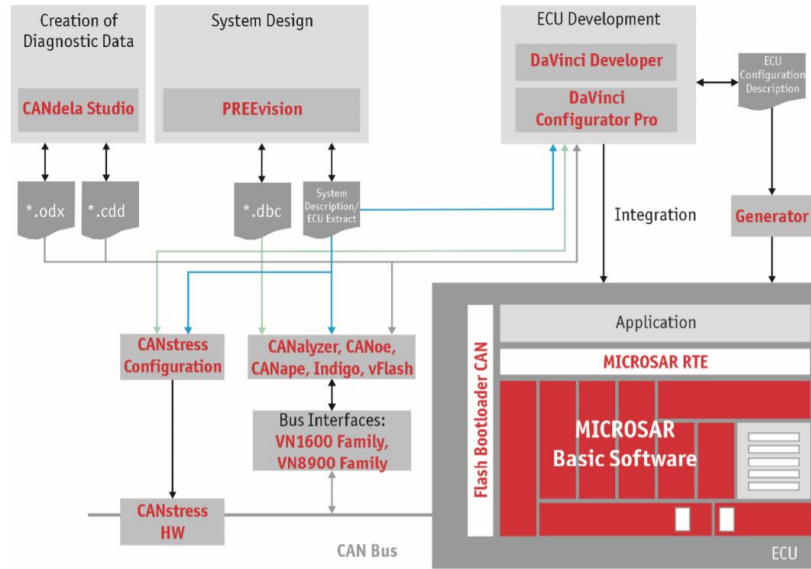 Creation of
Diagnostic Data
CANdela Studio
System Design
PREEvision
ECU Development
DaVinci Developer
DaVinci
Configurator Pro
ECU
Configuration
Description
*.odx
*.cdd
*.dbc
System
Description/
ECU Extract
Integration
Generator
CANstress
Configuration
CANalyzer, CANoe,
CANape, Indigo, vFlash
Bus Interfaces:
VN1600 Family,
VN8900 Family
CANstress
HW
CAN Bus
Flash Bootloader CAN
Application
MICROSAR RTE
MICROSAR
Basic Software
ECU